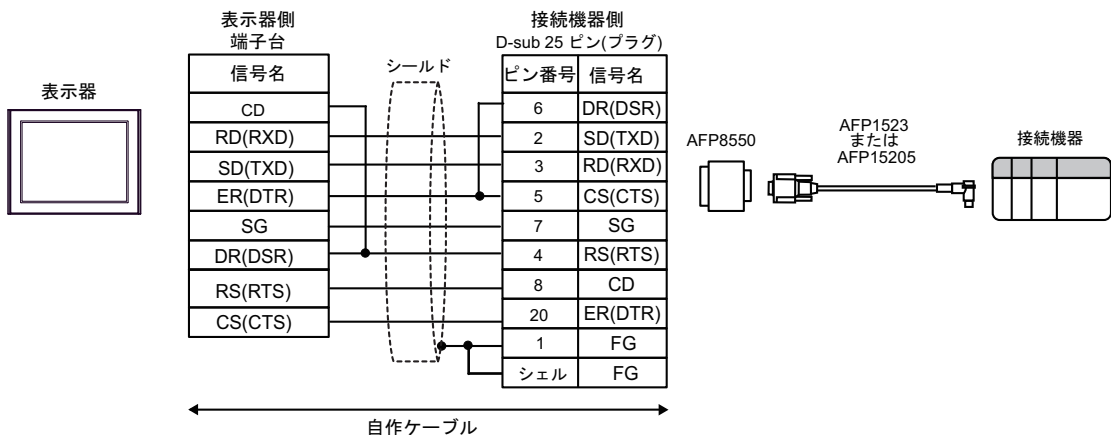 表示器
表示器側
端子台
信号名
CD
RD(RXD)
SD(TXD)
ER(DTR)
SG
DR(DSR)
RS(RTS)
CS(CTS)
シールド
接続機器側
D-sub 25 ピン(プラグ)
ピン番号 信号名
6 DR(DSR)
2 SD(TXD)
3 RD(RXD)
5 CS(CTS)
7 SG
4 RS(RTS)
8 CD
20 ER(DTR)
1 FG
シェル FG
自作ケーブル
AFP8550
AFP1523
または
AFP15205
接続機器